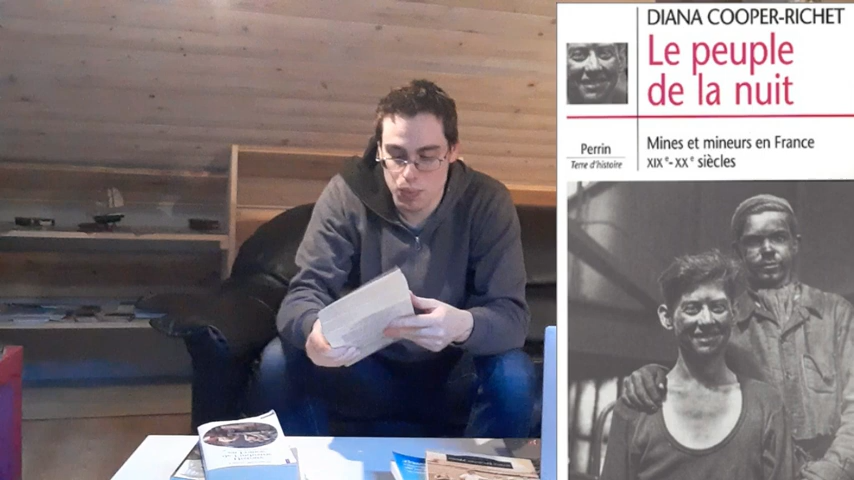 DIANA COOPER-RICHET
Le peuple
de la nuit
Perrin
Terre d'histoire
Mines et mineurs en France
XIXe-XXe siècles